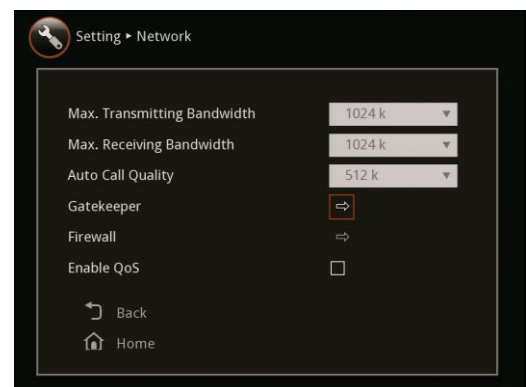 Setting ▸ Network
Max. Transmitting Bandwidth 1024 k
Max. Receiving Bandwidth 1024 k
Auto Call Quality 512 k
Gatekeeper
Firewall
Enable QoS
Back
Home